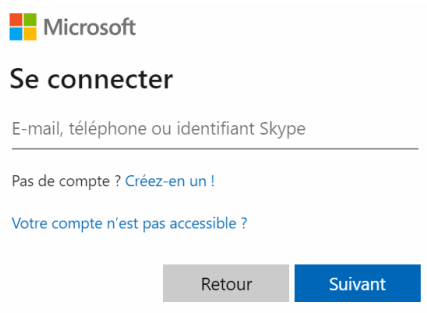 Microsoft
Se connecter
E-mail, téléphone ou identifiant Skype
Pas de compte ? Créez-en un !
Votre compte n’est pas accessible ?
Retour Suivant